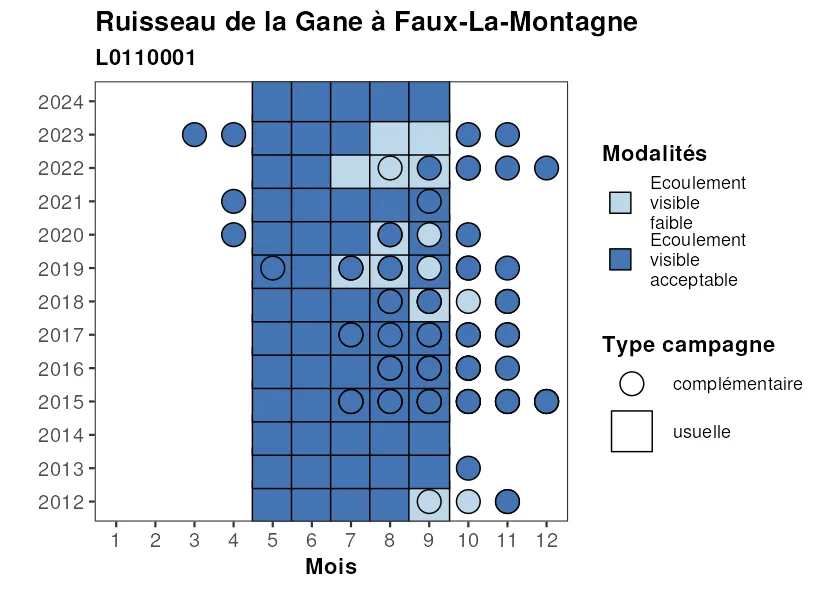 Ruisseau de la Gane à Faux-La-Montagne
L0110001
2024
2023
2022
2021
2020
2019
2018
2017
2016
2015
2014
2013
2012
1 2 3 4 5 6 7 8 9 10 11 12
Mois
Modalités
Ecoulement
visible
faible
Ecoulement
visible
acceptable
Type campagne
complémentaire
usuelle